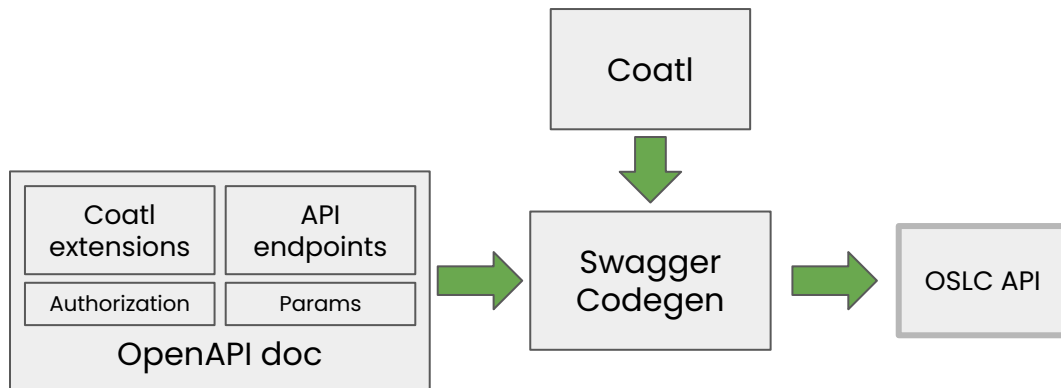 Coatl
Coatl
extensions
API
endpoints
Authorization
Params
OpenAPI doc
Swagger
Codegen
OSLC API